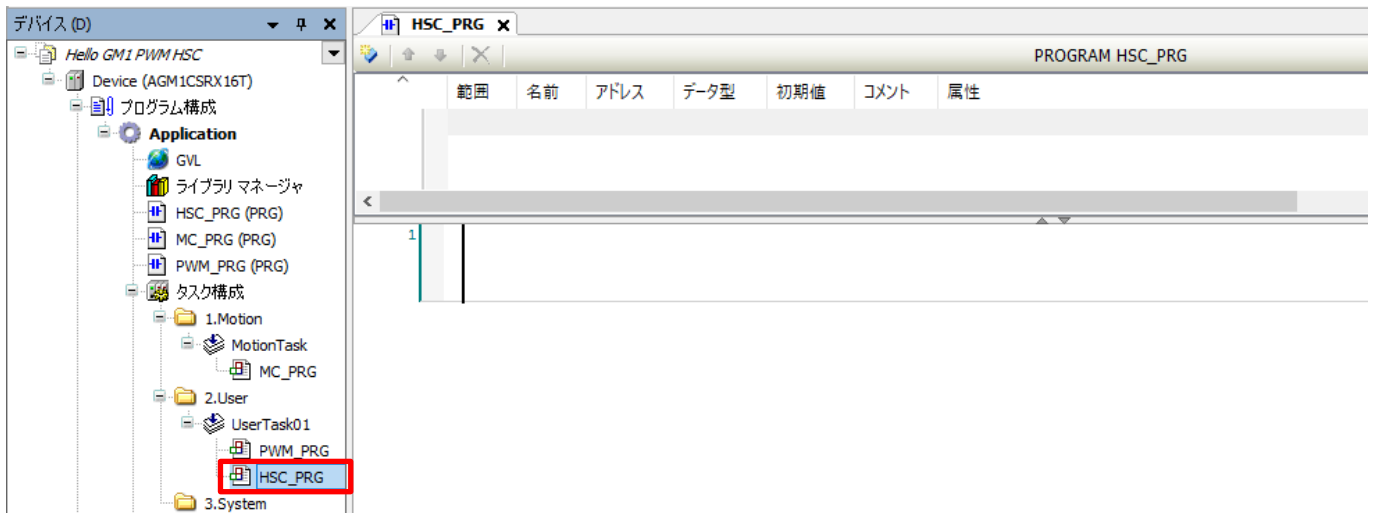 デバイス (D)
Hello GM1 PWM HSC
Device (AGM1CSRX16T)
プログラム構成
Application
GVL
ライブラリ マネージャ
HSC_PRG (PRG)
MC_PRG (PRG)
PWM_PRG (PRG)
タスク構成
1.Motion
MotionTask
MC_PRG
2.User
UserTask01
PWM_PRG
HSC_PRG
3.System
HSC_PRG
PROGRAM HSC_PRG
範囲 名前 アドレス データ型 初期値 コメント 属性
1